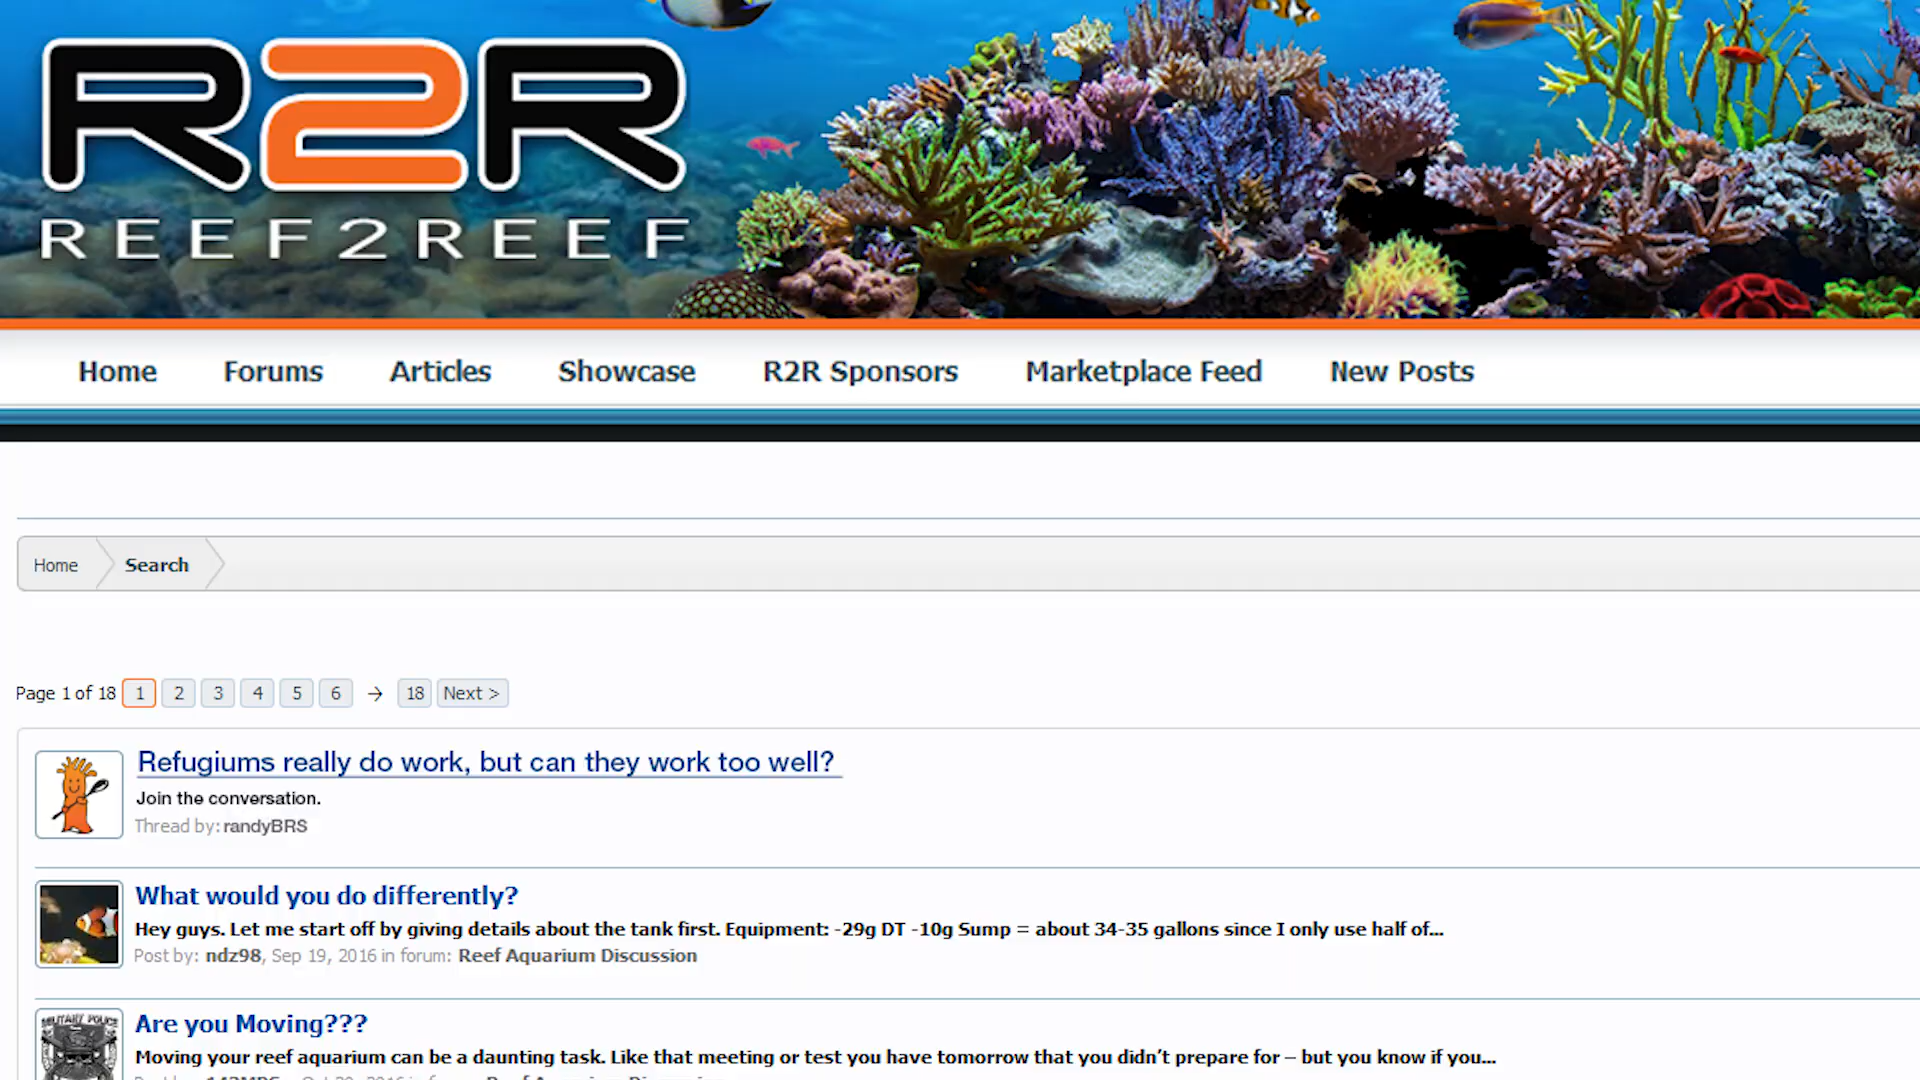 R2R
REEF2REEF
Home Forums Articles Showcase R2R Sponsors Marketplace Feed New Posts
Home Search
Page 1 of 18 1 2 3 4 5 6 → 18 Next >
Refugiums really do work, but can they work too well?
Join the conversation.
Thread by: randyBRS
What would you do differently?
Hey guys. Let me start off by giving details about the tank first. Equipment: -29g DT -10g Sump = about 34-35 gallons since I only use half of...
Post by: ndz98, Sep 19, 2016 in forum: Reef Aquarium Discussion
MILITARY POLICE
Are you Moving???
Moving your reef aquarium can be a daunting task. Like that meeting or test you have tomorrow that you didn’t prepare for – but you know if you...